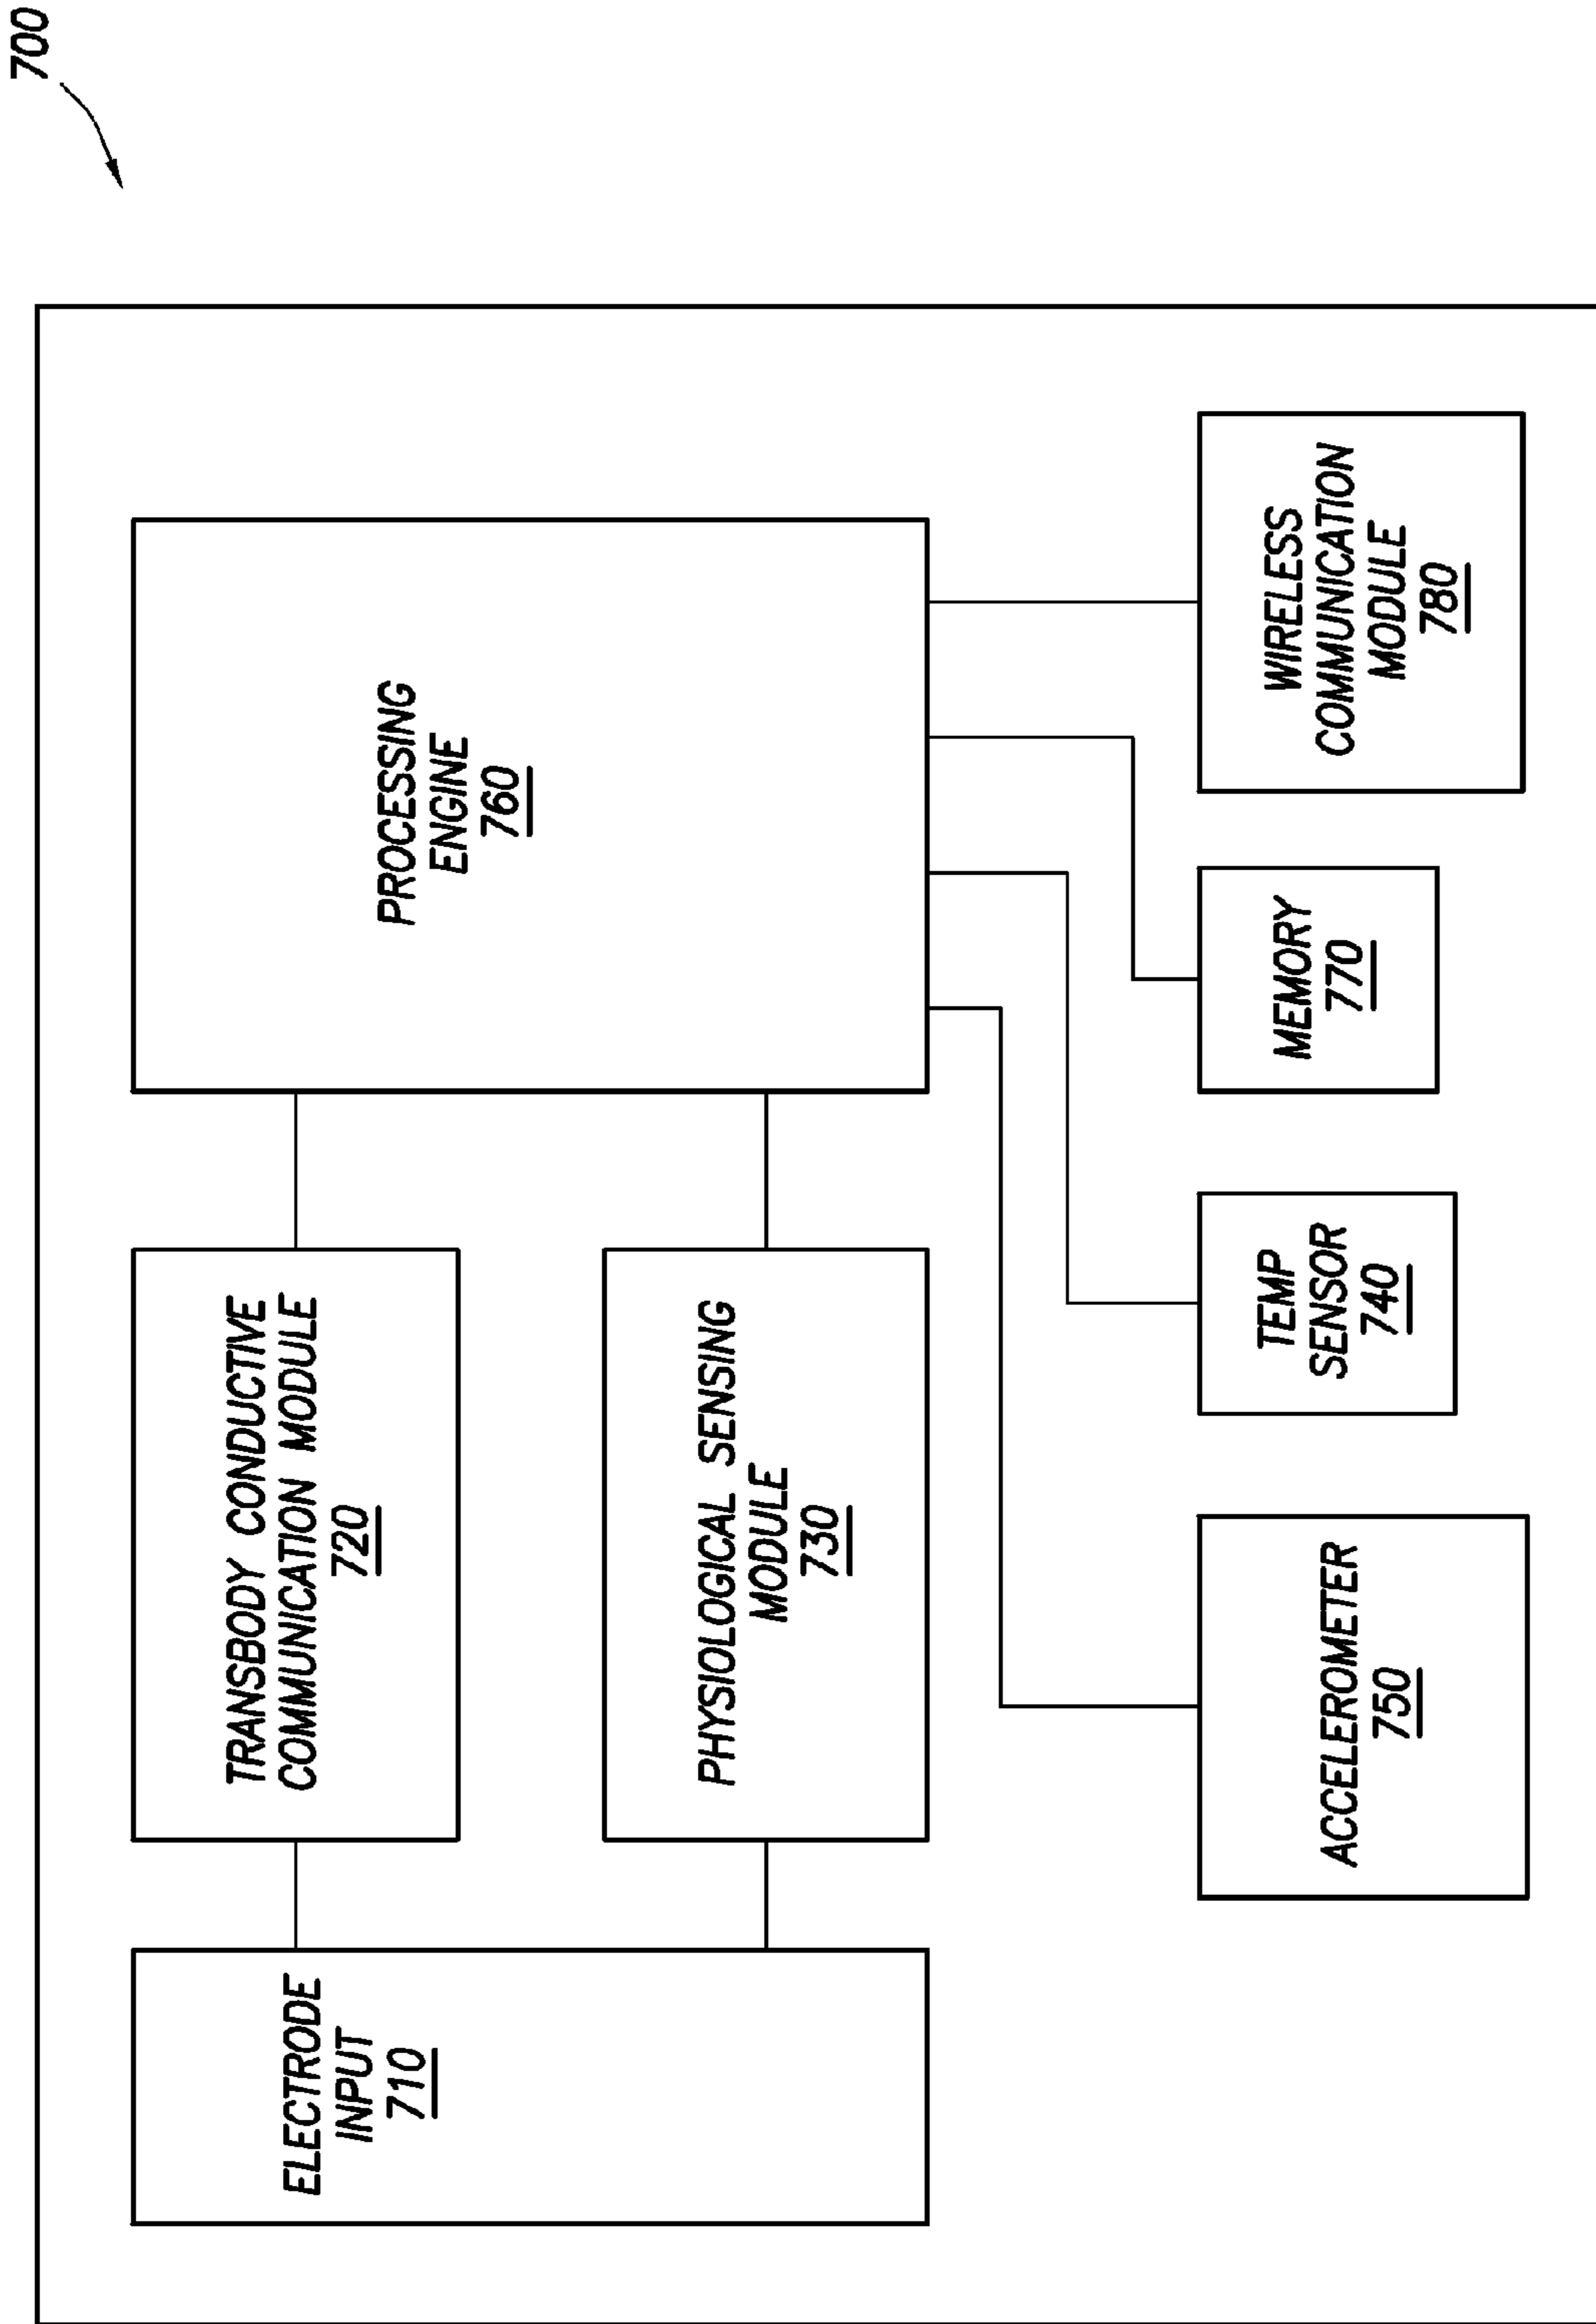 700
ELECTRODE
INPUT
710
TRANSBODY CONDUCTIVE
COMMUNICATION MODULE
720
PHYSIOLOGICAL SENSING
MODULE
730
PROCESSING
ENGINE
760
ACCELEROMETER
750
TEMP
SENSOR
740
MEMORY
770
WIRELESS
COMMUNICATION
MODULE
780